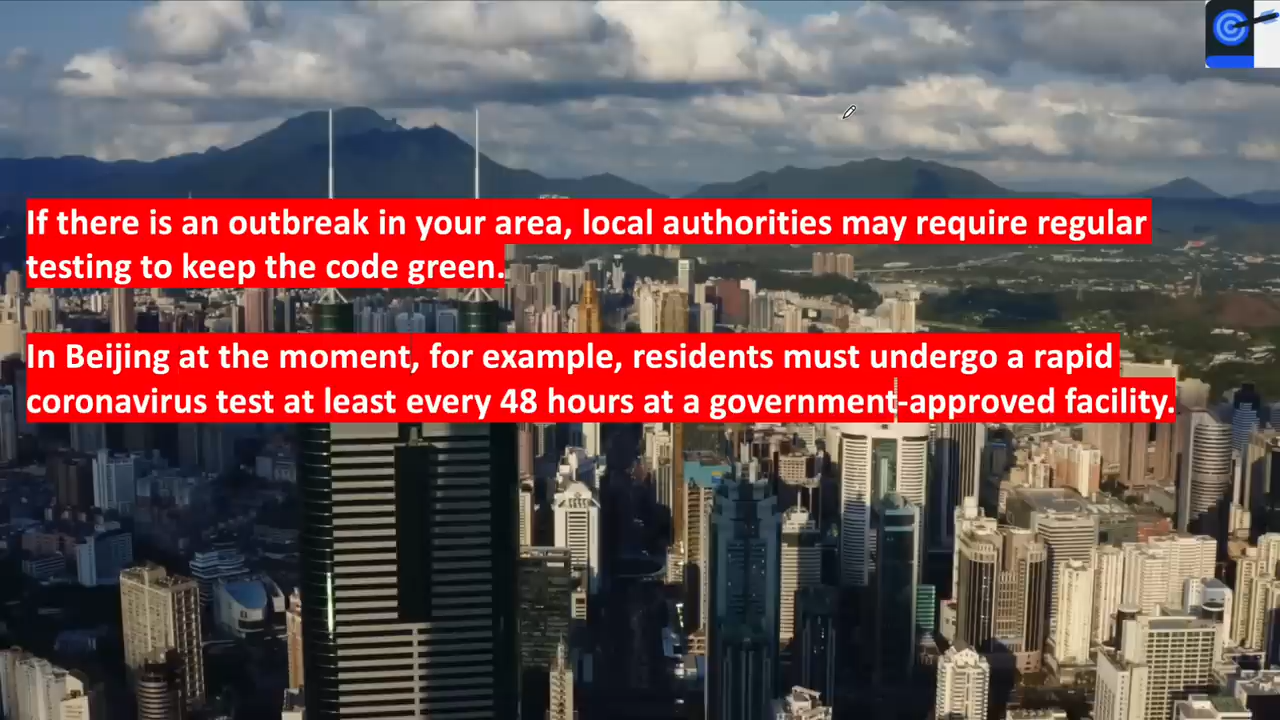 If there is an outbreak in your area, local authorities may require regular
testing to keep the code green.
In Beijing at the moment, for example, residents must undergo a rapid
coronavirus test at least every 48 hours at a government-approved facility.